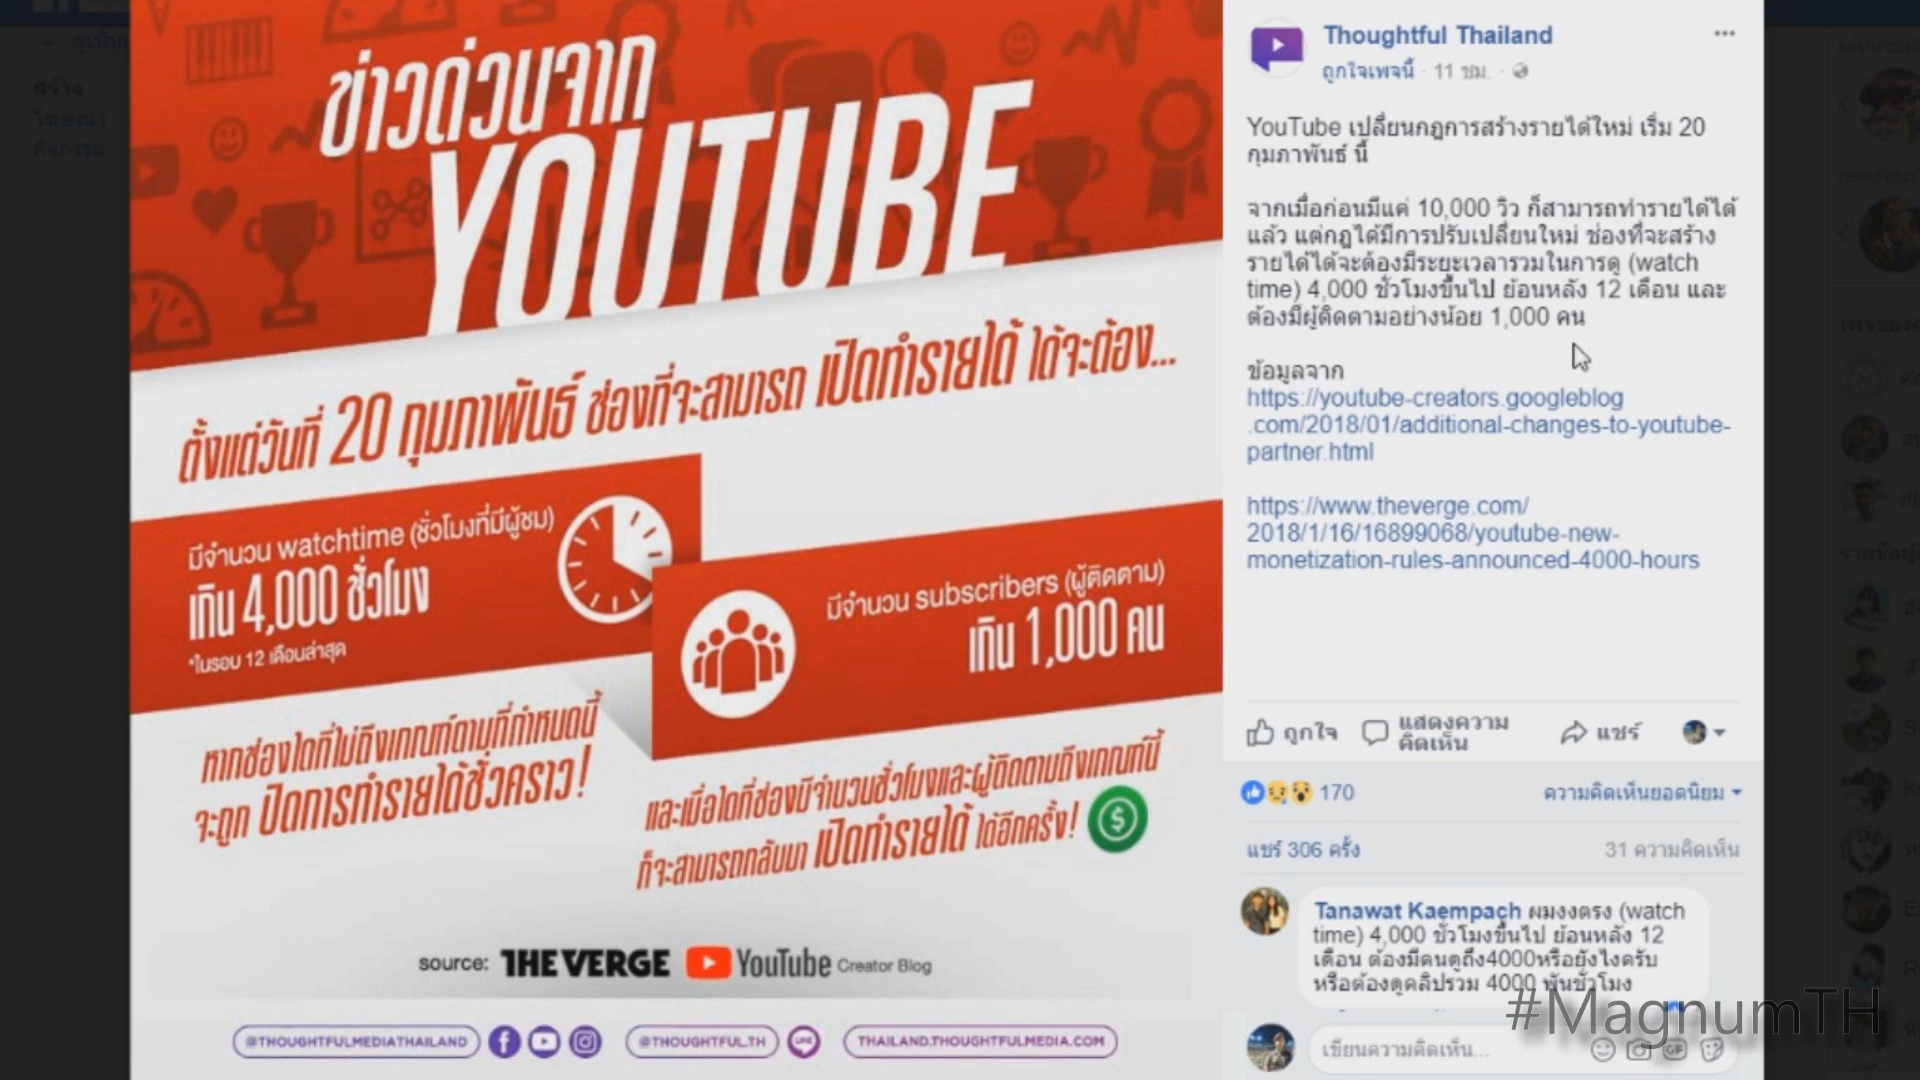 ข่าวด่วนจาก
YOUTUBE
ตั้งแต่วันที่ 20 กุมภาพันธ์ ช่องที่จะสามารถ เปิดทำรายได้ ได้จะต้อง...
มีจำนวน watchtime (ชั่วโมงที่มีผู้ชม)
เกิน 4,000 ชั่วโมง
*ในรอบ 12 เดือนล่าสุด
มีจำนวน subscribers (ผู้ติดตาม)
เกิน 1,000 คน
หากช่องใดที่ไม่ถึงเกณฑ์ตามที่กำหนดนี้
จะถูก ปิดการทำรายได้ชั่วคราว!
และเมื่อใดที่ช่องมีจำนวนชั่วโมงและผู้ติดตามถึงเกณฑ์นี้
ก็จะสามารถกลับมา เปิดทำรายได้ ได้อีกครั้ง!
source: THE VERGE YouTube Creator Blog
@THOUGHTFULMEDIATHAILAND
@THOUGHTFUL.TH
LINE
THAILAND.THOUGHTFULMEDIA.COM
สร้าง
โฆษณา
กิจกรรม
Thoughtful Thailand
ถูกใจเพจนี้ · 11 ชม. ·
YouTube เปลี่ยนกฎการสร้างรายได้ใหม่ เริ่ม 20
กุมภาพันธ์ นี้
จากเมื่อก่อนมีแค่ 10,000 วิว ก็สามารถทำรายได้ได้
แล้ว แต่กฎได้มีการปรับเปลี่ยนใหม่ ช่องที่จะสร้าง
รายได้ได้จะต้องมีระยะเวลารวมในการดู (watch
time) 4,000 ชั่วโมงขึ้นไป ย้อนหลัง 12 เดือน และ
ต้องมีผู้ติดตามอย่างน้อย 1,000 คน
ข้อมูลจาก
https://youtube-creators.googleblog
.com/2018/01/additional-changes-to-youtube-
partner.html
https://www.theverge.com/
2018/1/16/16899068/youtube-new-
monetization-rules-announced-4000-hours
ถูกใจ
แสดงความ
คิดเห็น
แชร์
170
ความคิดเห็นยอดนิยม
แชร์ 306 ครั้ง
31 ความคิดเห็น
Tanawat Kaempach ผมงงตรง (watch
time) 4,000 ชั่วโมงขึ้นไป ย้อนหลัง 12
เดือน ต้องมีคนดูถึง4000หรือยังไงครับ
หรือต้องดูคลิปรวม 4000 พันชั่วโมง
เขียนความคิดเห็น...
GIF
#MagnumTH